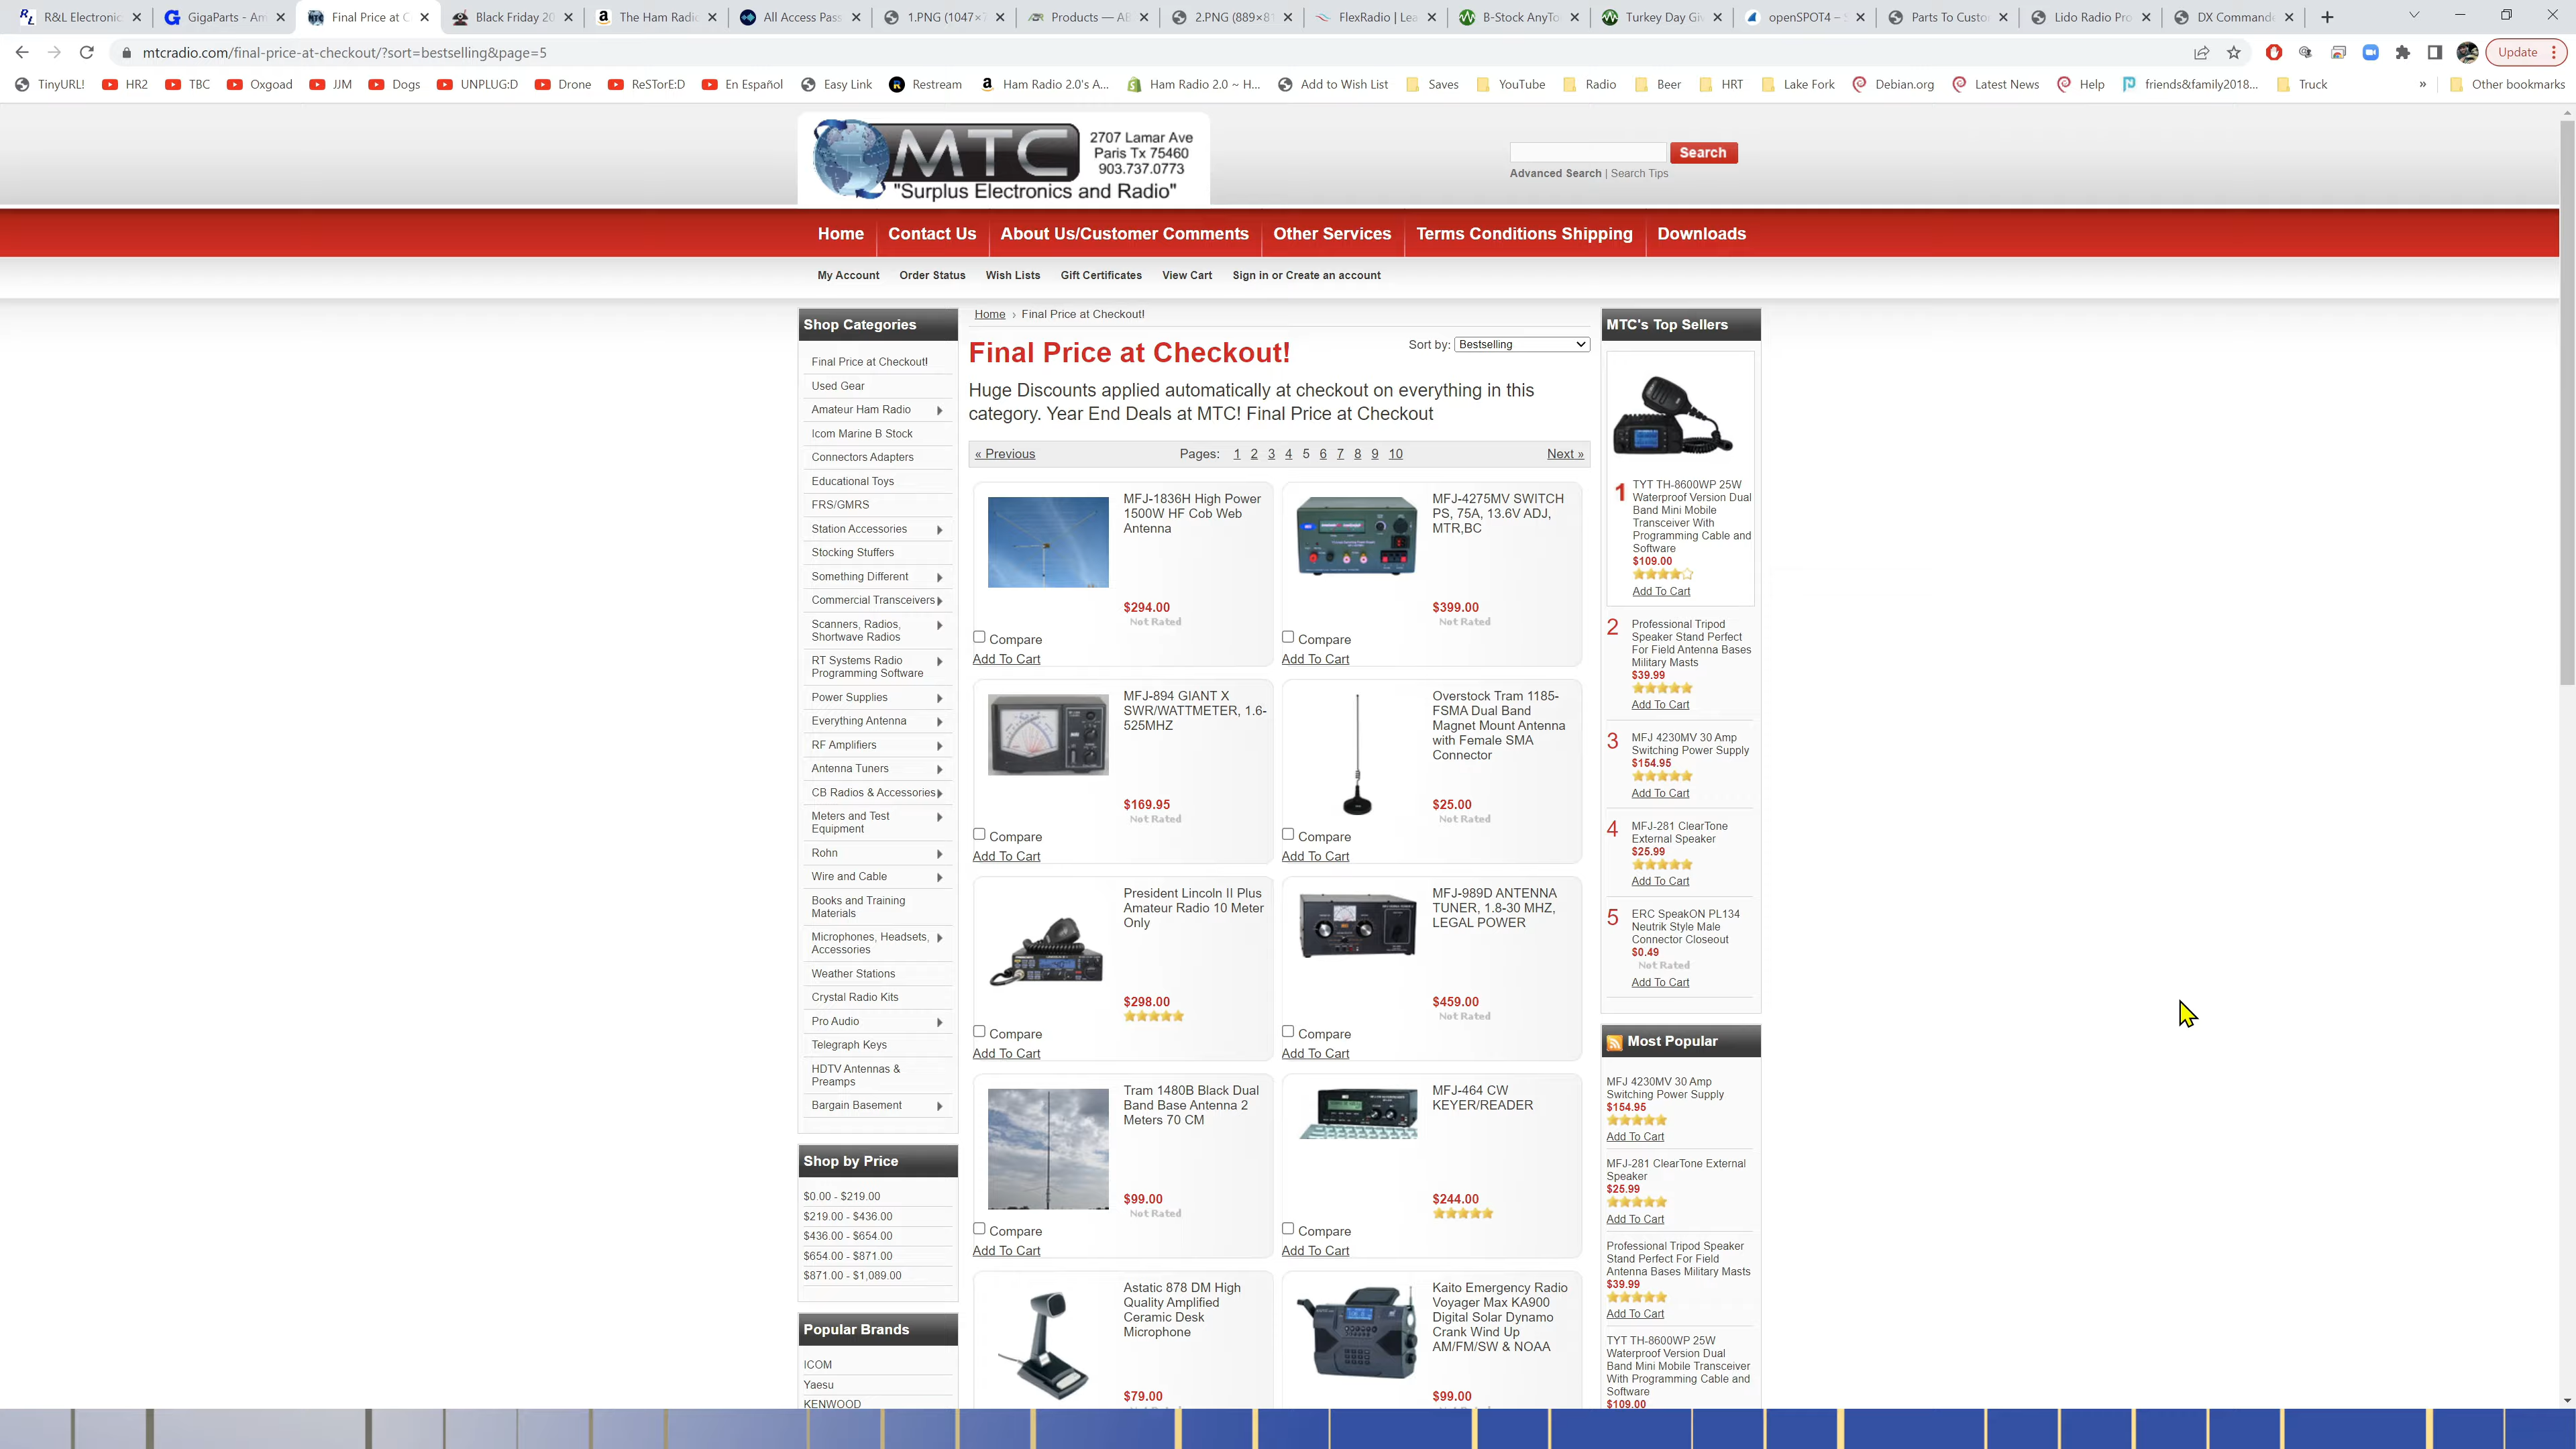 R&L Electronic
GigaParts - Am
Final Price at C
Black Friday 20
The Ham Radio
All Access Pass
1.PNG (1047×7
Products — AB
2.PNG (889×81
FlexRadio | Lea
B-Stock AnyTo
Turkey Day Giv
openSPOT4 – S
Parts To Custo
Lido Radio Pro
DX Commande
mtcradio.com/final-price-at-checkout/?sort=bestselling&page=5
Update
TinyURL!
HR2
TBC
Oxgoad
JJM
Dogs
UNPLUG:D
Drone
ReSTorE:D
En Español
Easy Link
Restream
Ham Radio 2.0's A...
Ham Radio 2.0 ~ H...
Add to Wish List
Saves
YouTube
Radio
Beer
HRT
Lake Fork
Debian.org
Latest News
Help
friends&family2018...
Truck
»
Other bookmarks
MTC
2707 Lamar Ave
Paris Tx 75460
903.737.0773
"Surplus Electronics and Radio"
Search
Advanced Search | Search Tips
Home
Contact Us
About Us/Customer Comments
Other Services
Terms Conditions Shipping
Downloads
My Account
Order Status
Wish Lists
Gift Certificates
View Cart
Sign in or Create an account
Shop Categories
Final Price at Checkout!
Used Gear
Amateur Ham Radio
Icom Marine B Stock
Connectors Adapters
Educational Toys
FRS/GMRS
Station Accessories
Stocking Stuffers
Something Different
Commercial Transceivers
Scanners, Radios,
Shortwave Radios
RT Systems Radio
Programming Software
Power Supplies
Everything Antenna
RF Amplifiers
Antenna Tuners
CB Radios & Accessories
Meters and Test
Equipment
Rohn
Wire and Cable
Books and Training
Materials
Microphones, Headsets,
Accessories
Weather Stations
Crystal Radio Kits
Pro Audio
Telegraph Keys
HDTV Antennas &
Preamps
Bargain Basement
Shop by Price
$0.00 - $219.00
$219.00 - $436.00
$436.00 - $654.00
$654.00 - $871.00
$871.00 - $1,089.00
Popular Brands
ICOM
Yaesu
KENWOOD
Home › Final Price at Checkout!
Final Price at Checkout!
Sort by: Bestselling
Huge Discounts applied automatically at checkout on everything in this
category. Year End Deals at MTC! Final Price at Checkout
« Previous
Pages: 1 2 3 4 5 6 7 8 9 10
Next »
MFJ-1836H High Power
1500W HF Cob Web
Antenna
$294.00
Not Rated
Compare
Add To Cart
MFJ-4275MV SWITCH
PS, 75A, 13.6V ADJ,
MTR,BC
$399.00
Not Rated
Compare
Add To Cart
MFJ-894 GIANT X
SWR/WATTMETER, 1.6-
525MHZ
$169.95
Not Rated
Compare
Add To Cart
Overstock Tram 1185-
FSMA Dual Band
Magnet Mount Antenna
with Female SMA
Connector
$25.00
Not Rated
Compare
Add To Cart
President Lincoln II Plus
Amateur Radio 10 Meter
Only
$298.00
Compare
Add To Cart
MFJ-989D ANTENNA
TUNER, 1.8-30 MHZ,
LEGAL POWER
$459.00
Not Rated
Compare
Add To Cart
Tram 1480B Black Dual
Band Base Antenna 2
Meters 70 CM
$99.00
Not Rated
Compare
Add To Cart
MFJ-464 CW
KEYER/READER
$244.00
Compare
Add To Cart
Astatic 878 DM High
Quality Amplified
Ceramic Desk
Microphone
$79.00
Kaito Emergency Radio
Voyager Max KA900
Digital Solar Dynamo
Crank Wind Up
AM/FM/SW & NOAA
$99.00
MTC's Top Sellers
1
TYT TH-8600WP 25W
Waterproof Version Dual
Band Mini Mobile
Transceiver With
Programming Cable and
Software
$109.00
Add To Cart
2
Professional Tripod
Speaker Stand Perfect
For Field Antenna Bases
Military Masts
$39.99
Add To Cart
3
MFJ 4230MV 30 Amp
Switching Power Supply
$154.95
Add To Cart
4
MFJ-281 ClearTone
External Speaker
$25.99
Add To Cart
5
ERC SpeakON PL134
Neutrik Style Male
Connector Closeout
$0.49
Not Rated
Add To Cart
Most Popular
MFJ 4230MV 30 Amp
Switching Power Supply
$154.95
Add To Cart
MFJ-281 ClearTone External
Speaker
$25.99
Add To Cart
Professional Tripod Speaker
Stand Perfect For Field
Antenna Bases Military Masts
$39.99
Add To Cart
TYT TH-8600WP 25W
Waterproof Version Dual
Band Mini Mobile Transceiver
With Programming Cable and
Software
$109.00